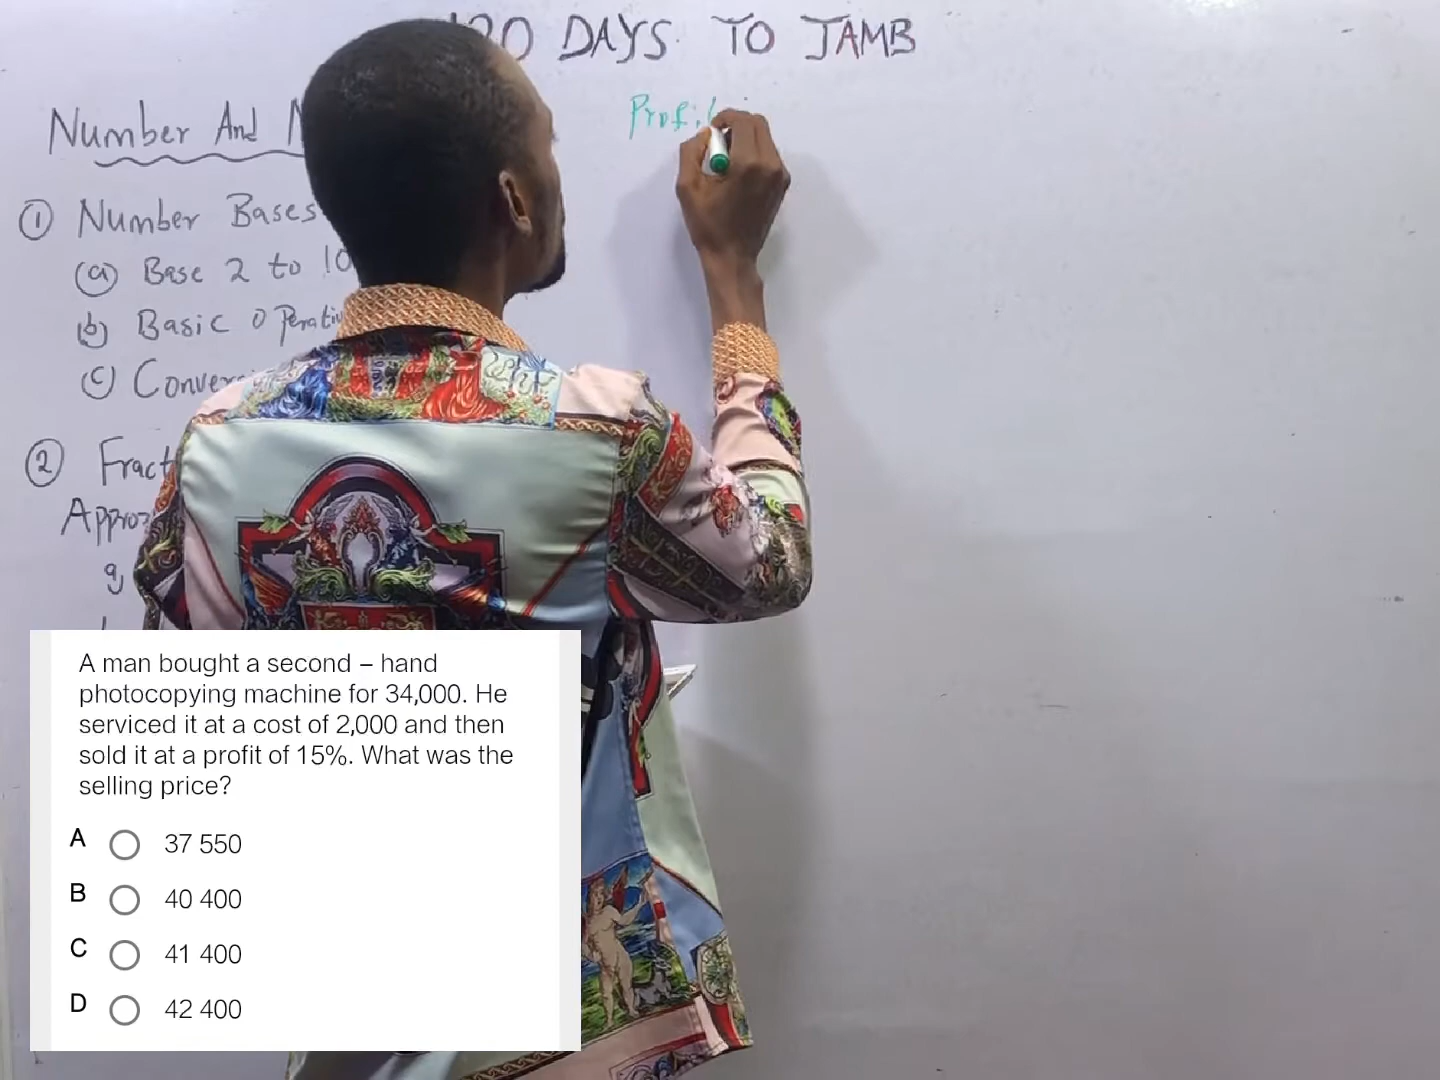 DAYS TO JAMB
Number And
① Number Bases
(a) Base 2 to 10
(b) Basic
(c)
②
A man bought a second – hand
photocopying machine for 34,000. He
serviced it at a cost of 2,000 and then
sold it at a profit of 15%. What was the
selling price?
A 37 550
B 40 400
C 41 400
D 42 400